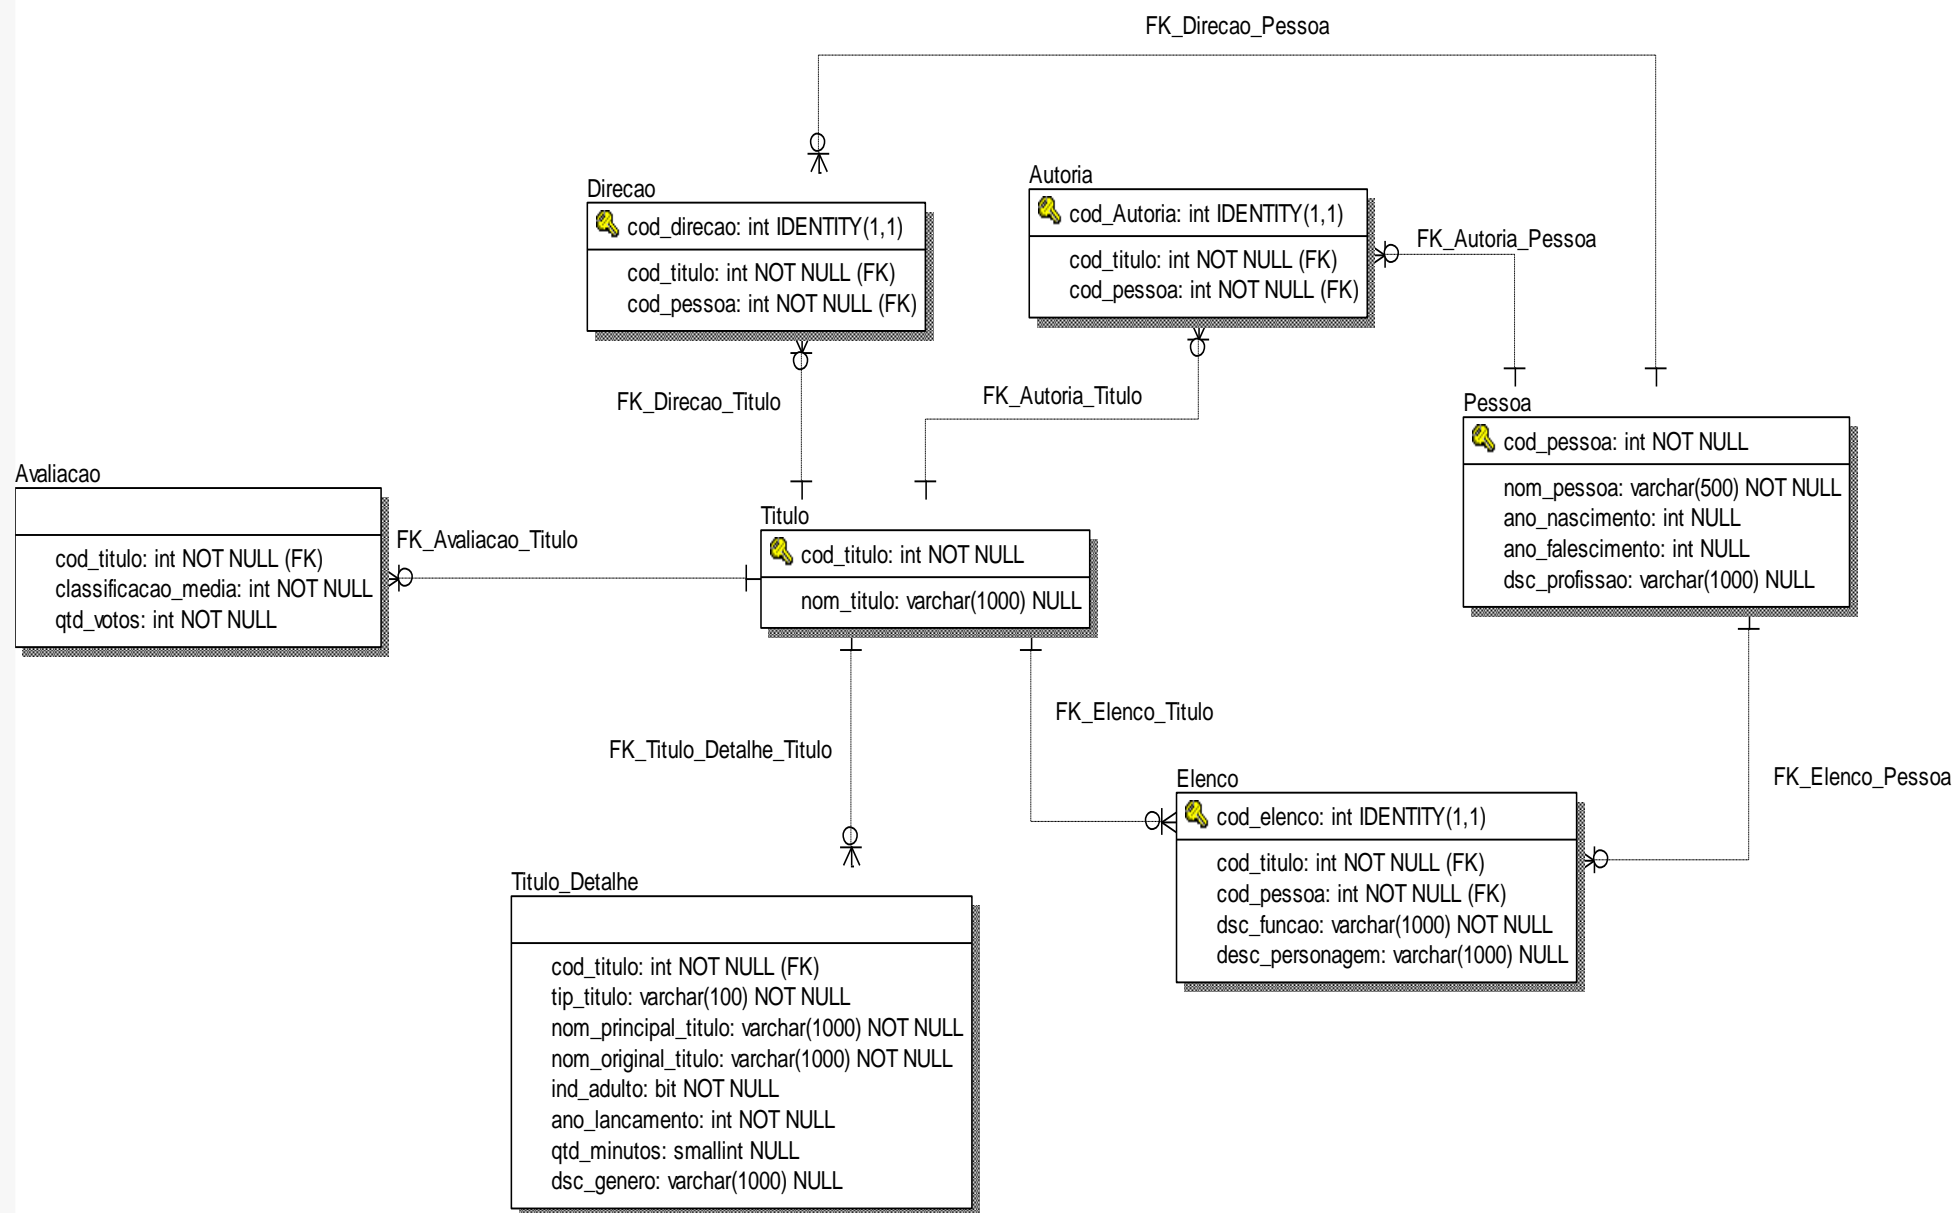 FK_Direcao_Pessoa
Direcao
cod_direcao: int IDENTITY(1,1)
cod_titulo: int NOT NULL (FK)
cod_pessoa: int NOT NULL (FK)
Autoria
cod_Autoria: int IDENTITY(1,1)
cod_titulo: int NOT NULL (FK)
cod_pessoa: int NOT NULL (FK)
FK_Autoria_Pessoa
FK_Direcao_Titulo
FK_Autoria_Titulo
Pessoa
cod_pessoa: int NOT NULL
nom_pessoa: varchar(500) NOT NULL
ano_nascimento: int NULL
ano_falescimento: int NULL
dsc_profissao: varchar(1000) NULL
Avaliacao
cod_titulo: int NOT NULL (FK)
classificacao_media: int NOT NULL
qtd_votos: int NOT NULL
FK_Avaliacao_Titulo
Titulo
cod_titulo: int NOT NULL
nom_titulo: varchar(1000) NULL
FK_Titulo_Detalhe_Titulo
FK_Elenco_Titulo
FK_Elenco_Pessoa
Elenco
cod_elenco: int IDENTITY(1,1)
cod_titulo: int NOT NULL (FK)
cod_pessoa: int NOT NULL (FK)
dsc_funcao: varchar(1000) NOT NULL
desc_personagem: varchar(1000) NULL
Titulo_Detalhe
cod_titulo: int NOT NULL (FK)
tip_titulo: varchar(100) NOT NULL
nom_principal_titulo: varchar(1000) NOT NULL
nom_original_titulo: varchar(1000) NOT NULL
ind_adulto: bit NOT NULL
ano_lancamento: int NOT NULL
qtd_minutos: smallint NULL
dsc_genero: varchar(1000) NULL